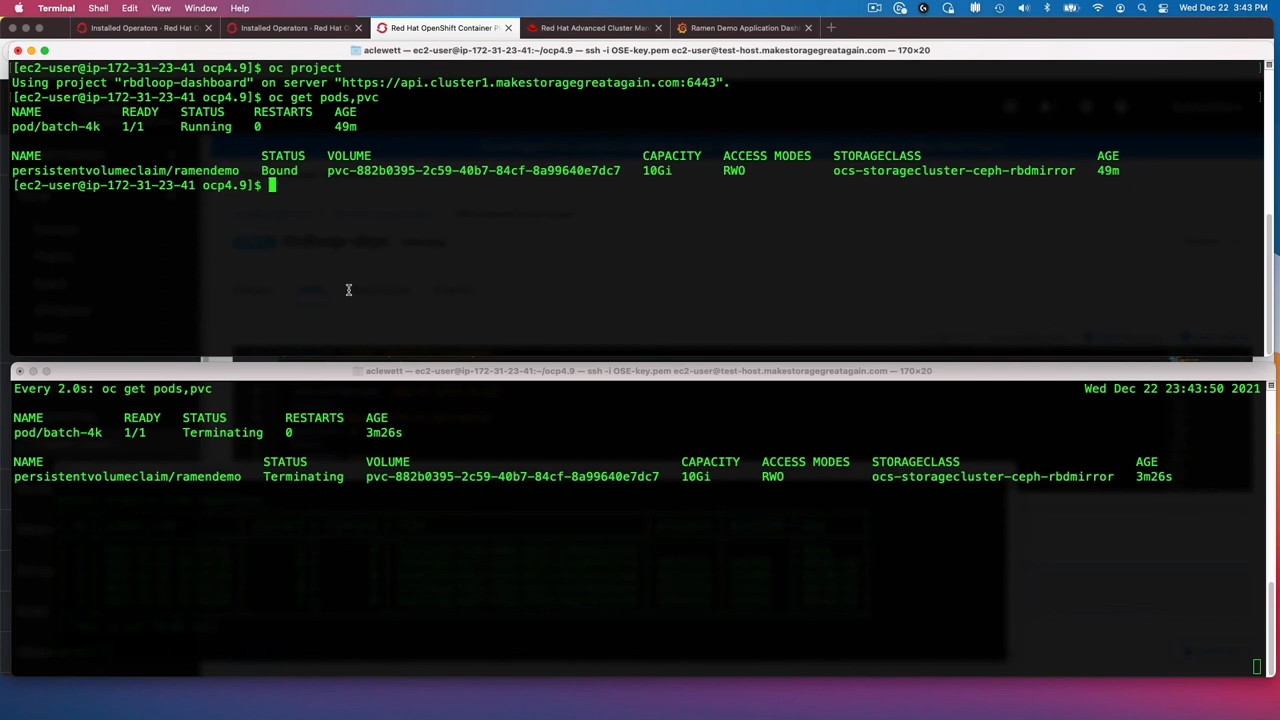 Terminal Shell Edit View Window Help Wed Dec 22 3:43 PM
Installed Operators - Red Hat O Installed Operators - Red Hat O Red Hat OpenShift Container P Red Hat Advanced Cluster Man Ramen Demo Application Dash
aclewett — ec2-user@ip-172-31-23-41:~/ocp4.9 — ssh -i OSE-key.pem ec2-user@test-host.makestoragegreatagain.com — 170×20
[ec2-user@ip-172-31-23-41 ocp4.9]$ oc project
Using project "rbdloop-dashboard" on server "https://api.cluster1.makestoragegreatagain.com:6443".
[ec2-user@ip-172-31-23-41 ocp4.9]$ oc get pods,pvc
NAME READY STATUS RESTARTS AGE
pod/batch-4k 1/1 Running 0 49m
NAME STATUS VOLUME CAPACITY ACCESS MODES STORAGECLASS AGE
persistentvolumeclaim/ramendemo Bound pvc-882b0395-2c59-40b7-84cf-8a99640e7dc7 10Gi RWO ocs-storagecluster-ceph-rbdmirror 49m
[ec2-user@ip-172-31-23-41 ocp4.9]$
aclewett — ec2-user@ip-172-31-23-41:~/ocp4.9 — ssh -i OSE-key.pem ec2-user@test-host.makestoragegreatagain.com — 170×20
Every 2.0s: oc get pods,pvc Wed Dec 22 23:43:50 2021
NAME READY STATUS RESTARTS AGE
pod/batch-4k 1/1 Terminating 0 3m26s
NAME STATUS VOLUME CAPACITY ACCESS MODES STORAGECLASS AGE
persistentvolumeclaim/ramendemo Terminating pvc-882b0395-2c59-40b7-84cf-8a99640e7dc7 10Gi RWO ocs-storagecluster-ceph-rbdmirror 3m26s